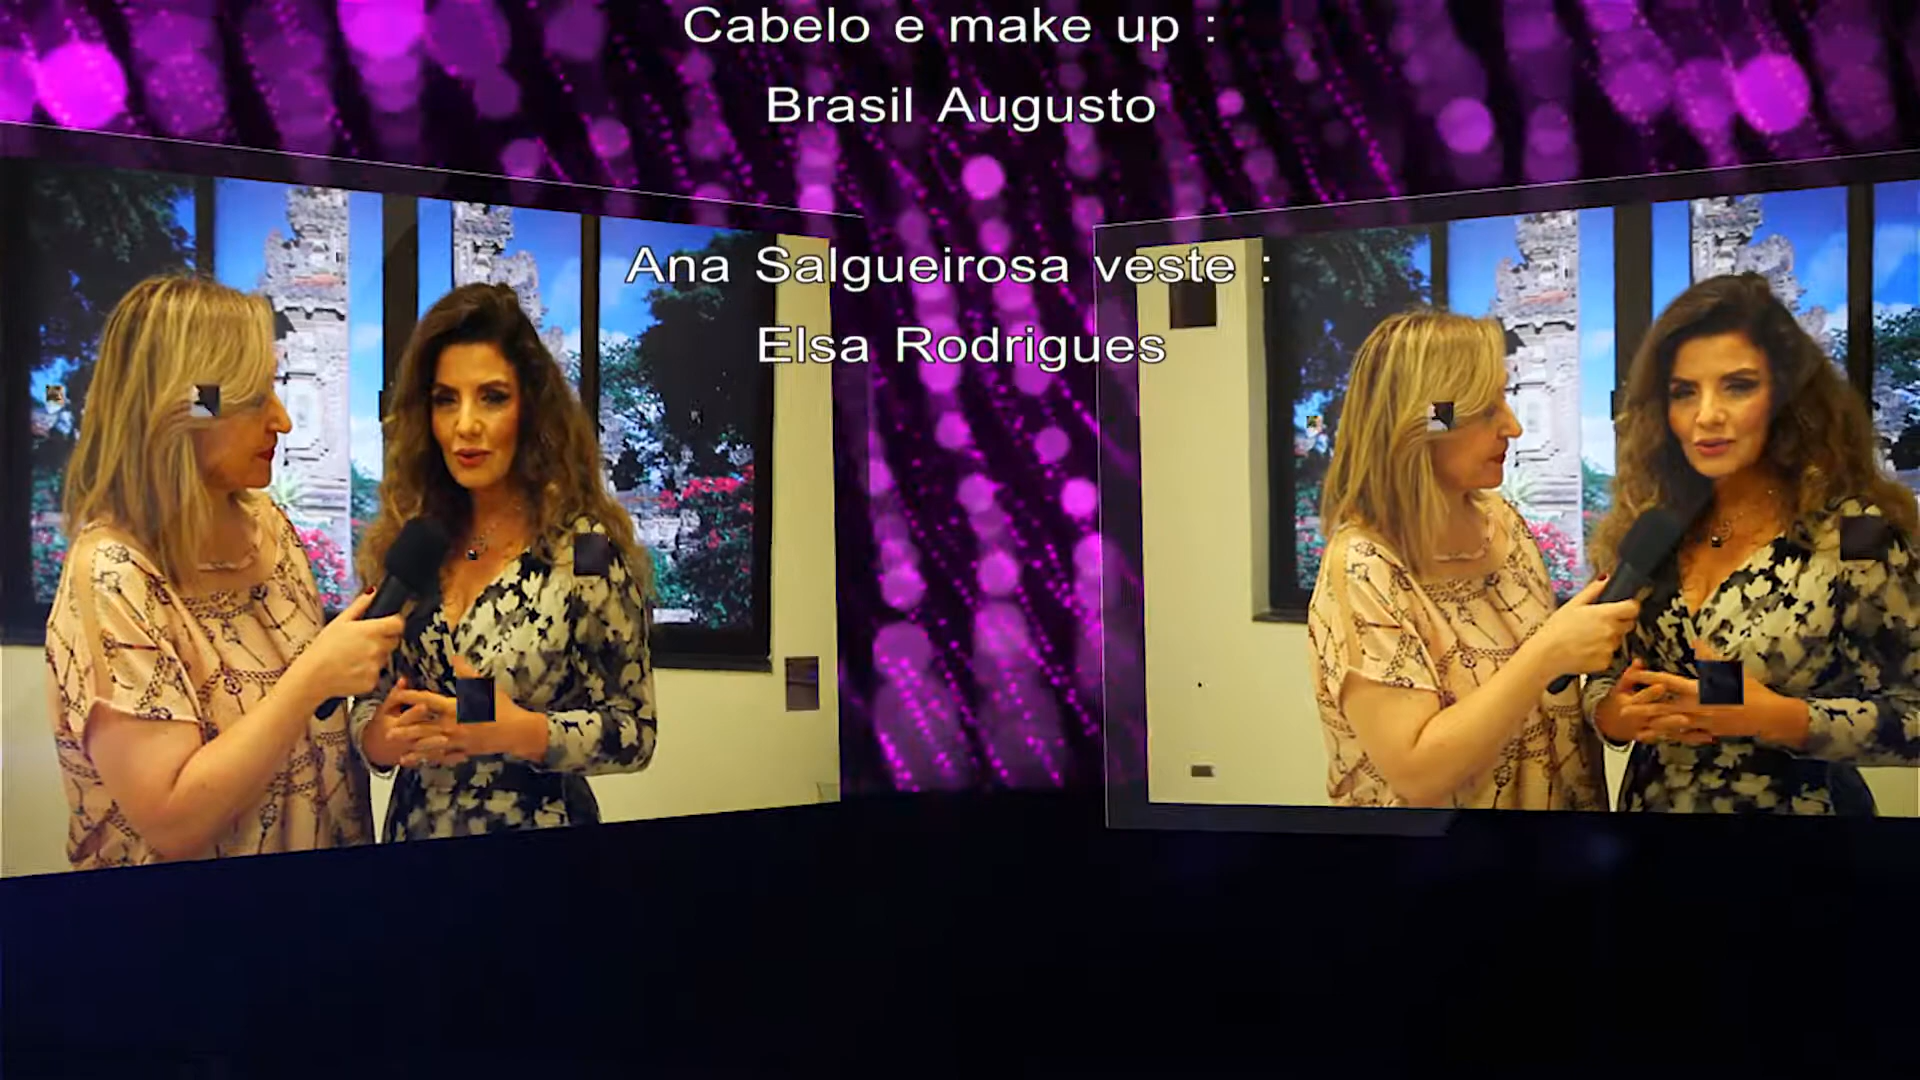 Cabelo e make up :
Brasil Augusto
Ana Salgueirosa veste :
Elsa Rodrigues